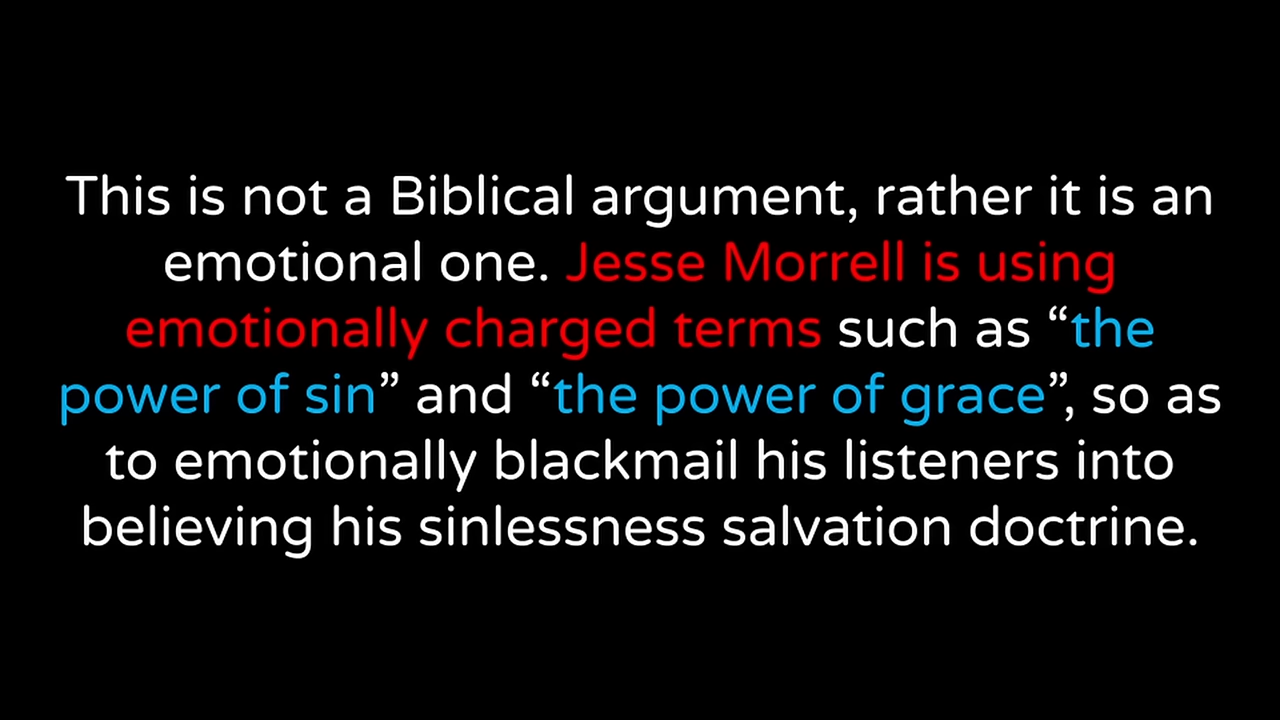 This is not a Biblical argument, rather it is an
emotional one. Jesse Morrell is using
emotionally charged terms such as “the
power of sin” and “the power of grace”, so as
to emotionally blackmail his listeners into
believing his sinlessness salvation doctrine.